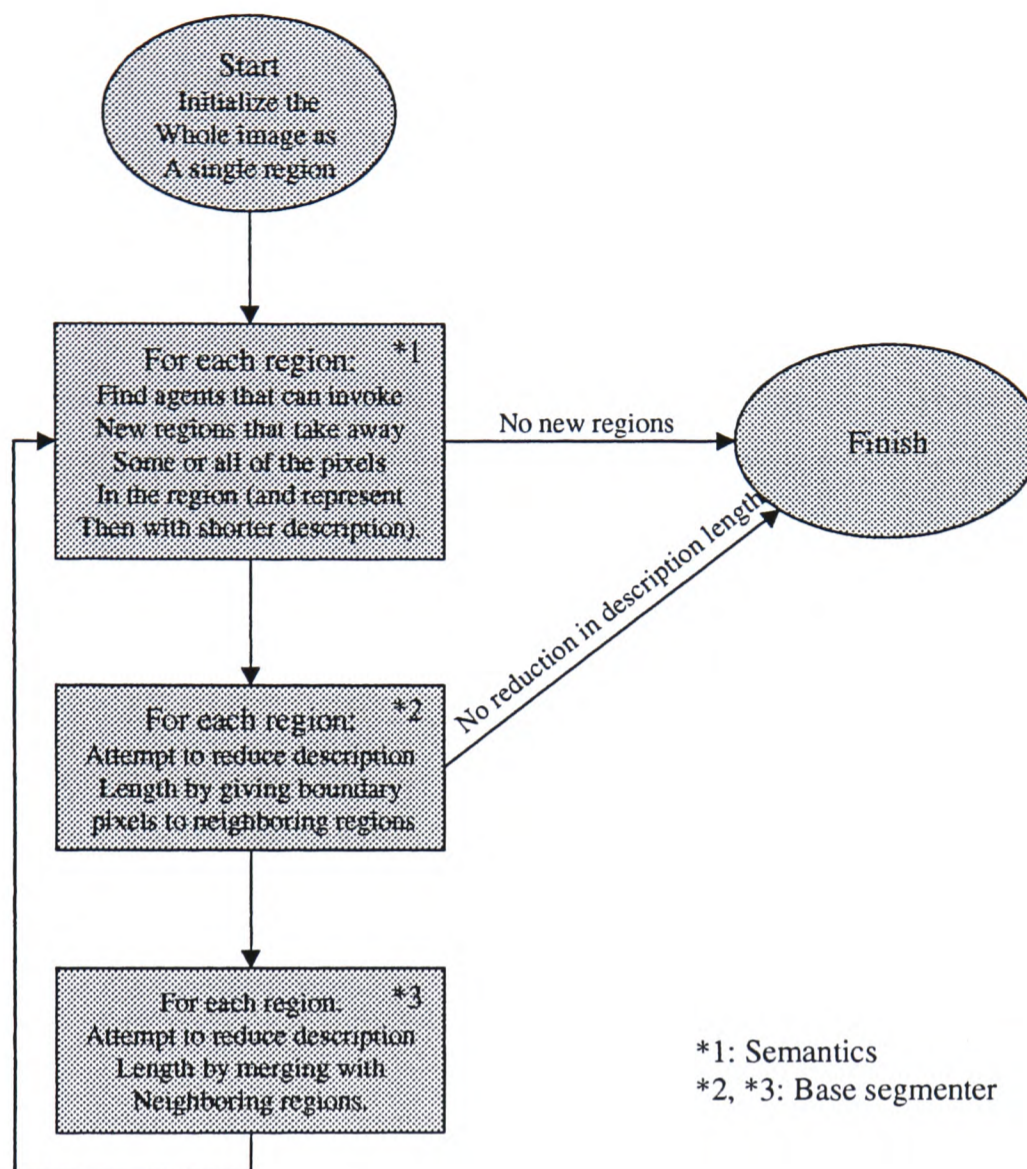 Start
Initialize the
Whole image as
A single region
For each region: *1
Find agents that can invoke
New regions that take away
Some or all of the pixels
In the region (and represent
Then with shorter description).
No new regions
Finish
No reduction in description length
For each region: *2
Attempt to reduce description
Length by giving boundary
pixels to neighboring regions
For each region: *3
Attempt to reduce description
Length by merging with
Neighboring regions.
*1: Semantics
*2, *3: Base segmenter